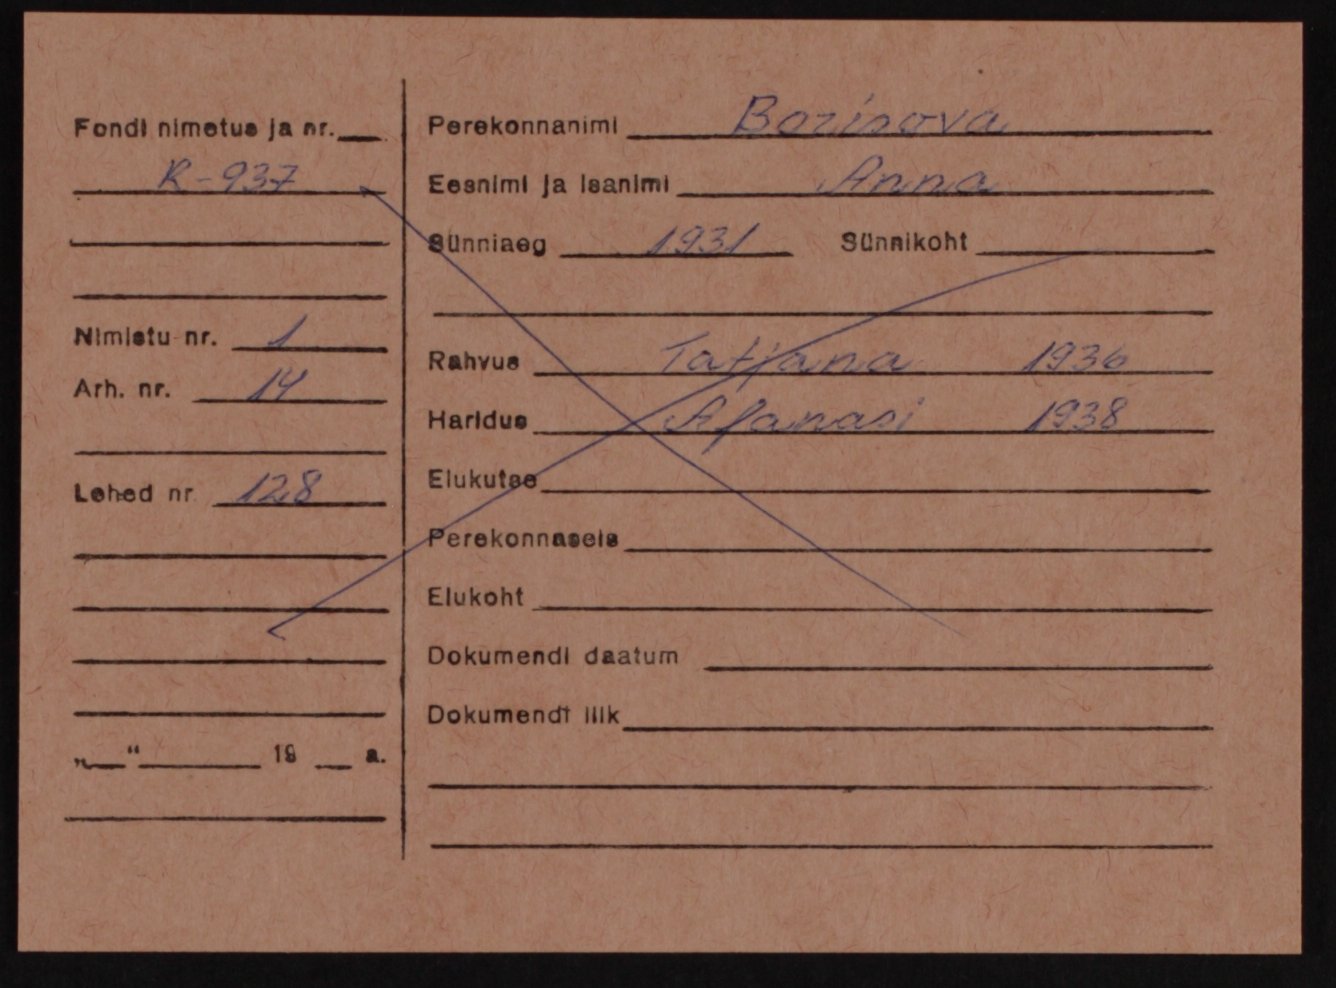 Fondi nimetus ja nr.
R-937
Nimistu nr. 1
Arh. nr. 14
Lehed nr 128
„ “ 19 a.
Perekonnanimi Borisova
Eesnimi ja isanimi Anna
Sünniaeg 1931 Sünnikoht
Rahvus Tatjana 1936
Haridus Afanasi 1938
Elukutse
Perekonnaseis
Elukoht
Dokumendi daatum
Dokumendi liik